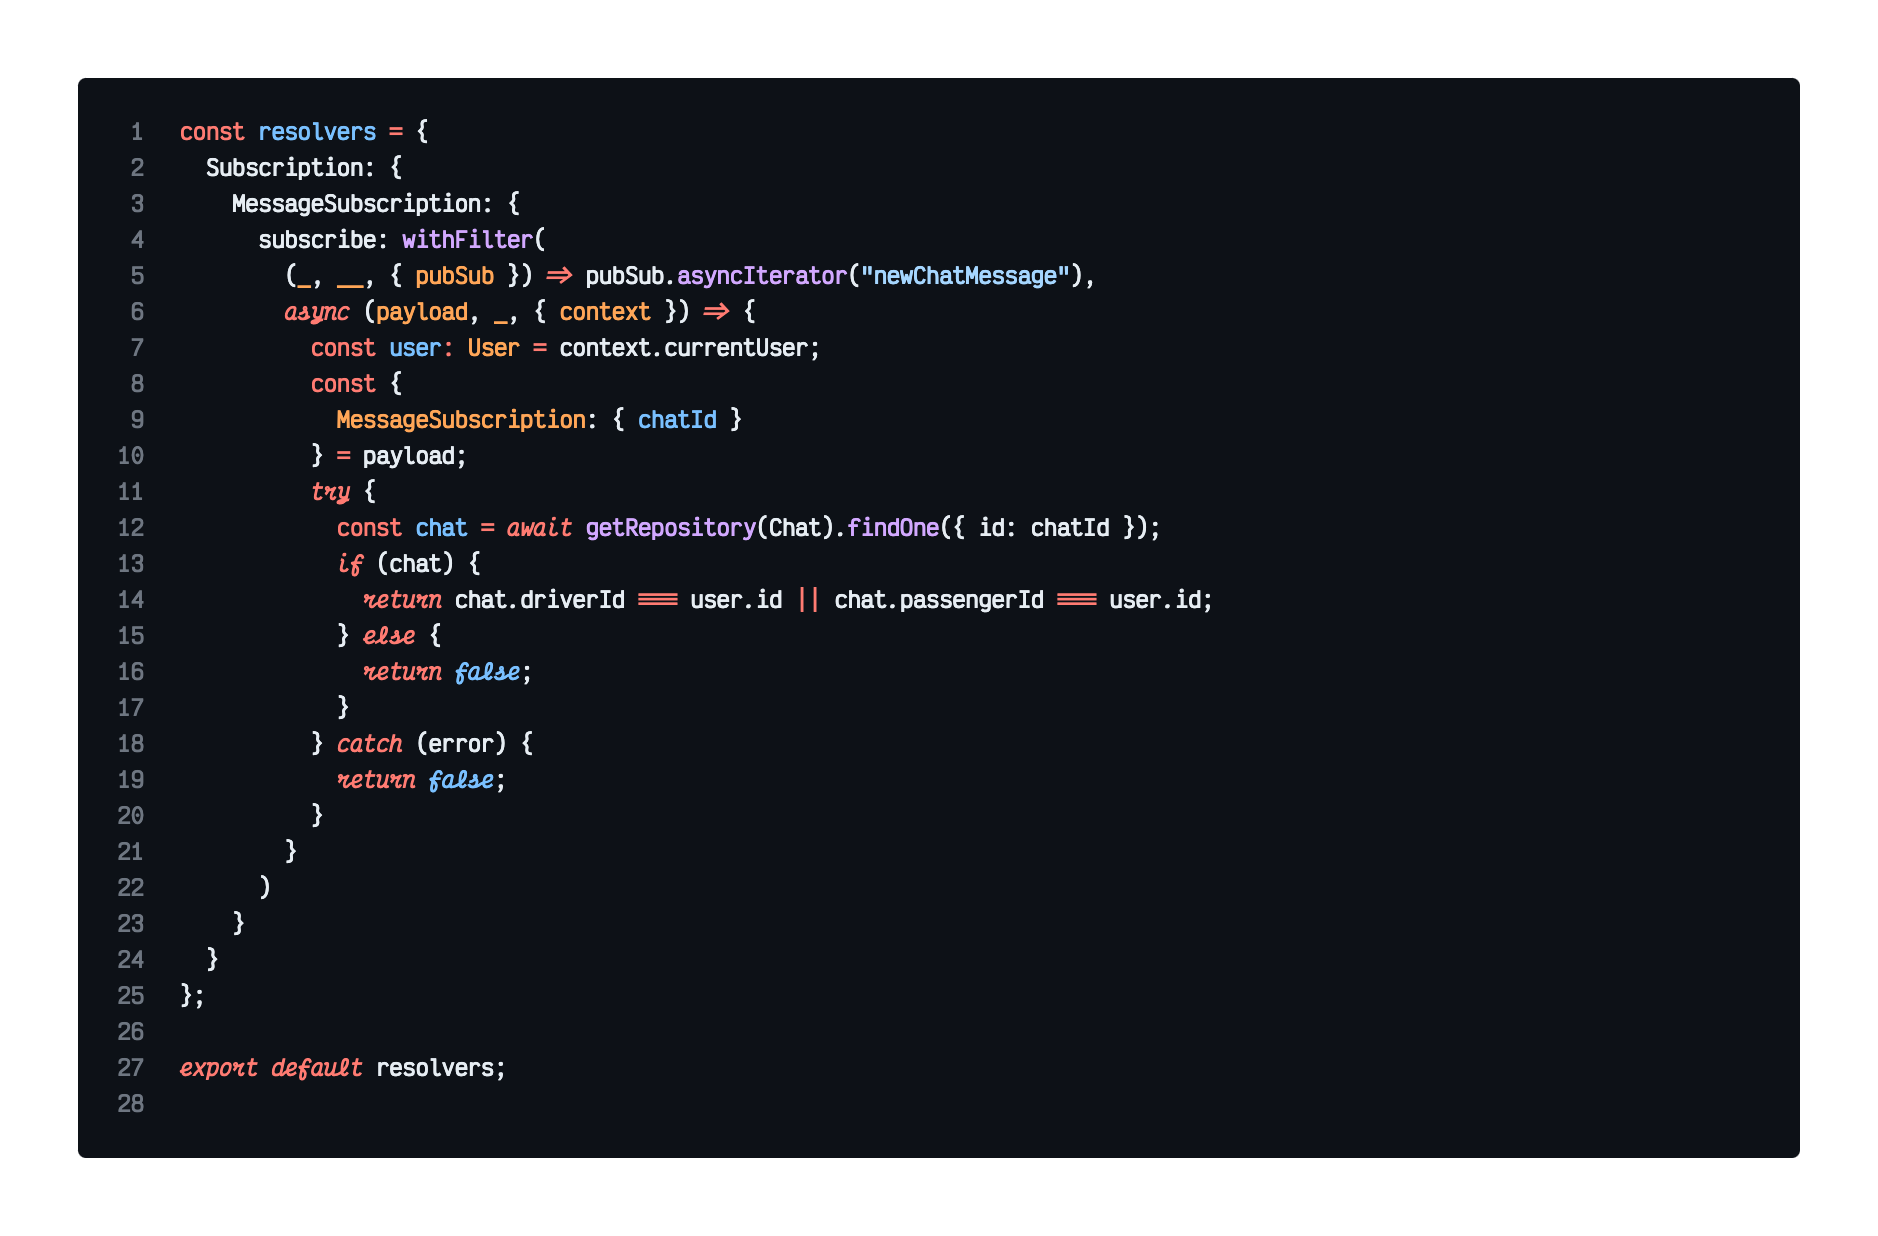 1 const resolvers = {
2 Subscription: {
3 MessageSubscription: {
4 subscribe: withFilter(
5 (_, __, { pubSub }) => pubSub.asyncIterator("newChatMessage"),
6 async (payload, _, { context }) => {
7 const user: User = context.currentUser;
8 const {
9 MessageSubscription: { chatId }
10 } = payload;
11 try {
12 const chat = await getRepository(Chat).findOne({ id: chatId });
13 if (chat) {
14 return chat.driverId === user.id || chat.passengerId === user.id;
15 } else {
16 return false;
17 }
18 } catch (error) {
19 return false;
20 }
21 }
22 )
23 }
24 }
25 };
26
27 export default resolvers;
28